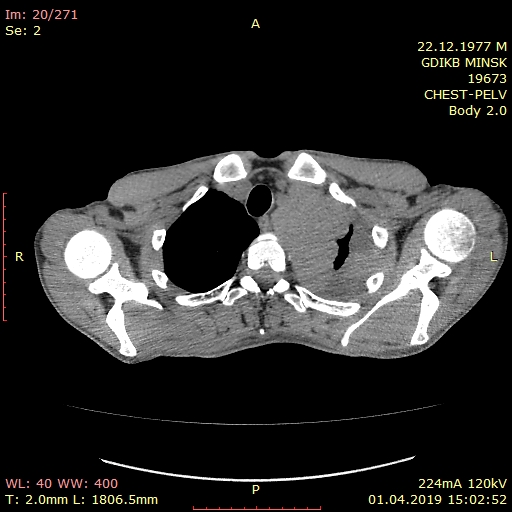 Im: 20/271
Se: 2
A
22.12.1977 M
GDIKB MINSK
19673
CHEST-PELV
Body 2.0
R
L
WL: 40 WW: 400
T: 2.0mm L: 1806.5mm
P
224mA 120kV
01.04.2019 15:02:52